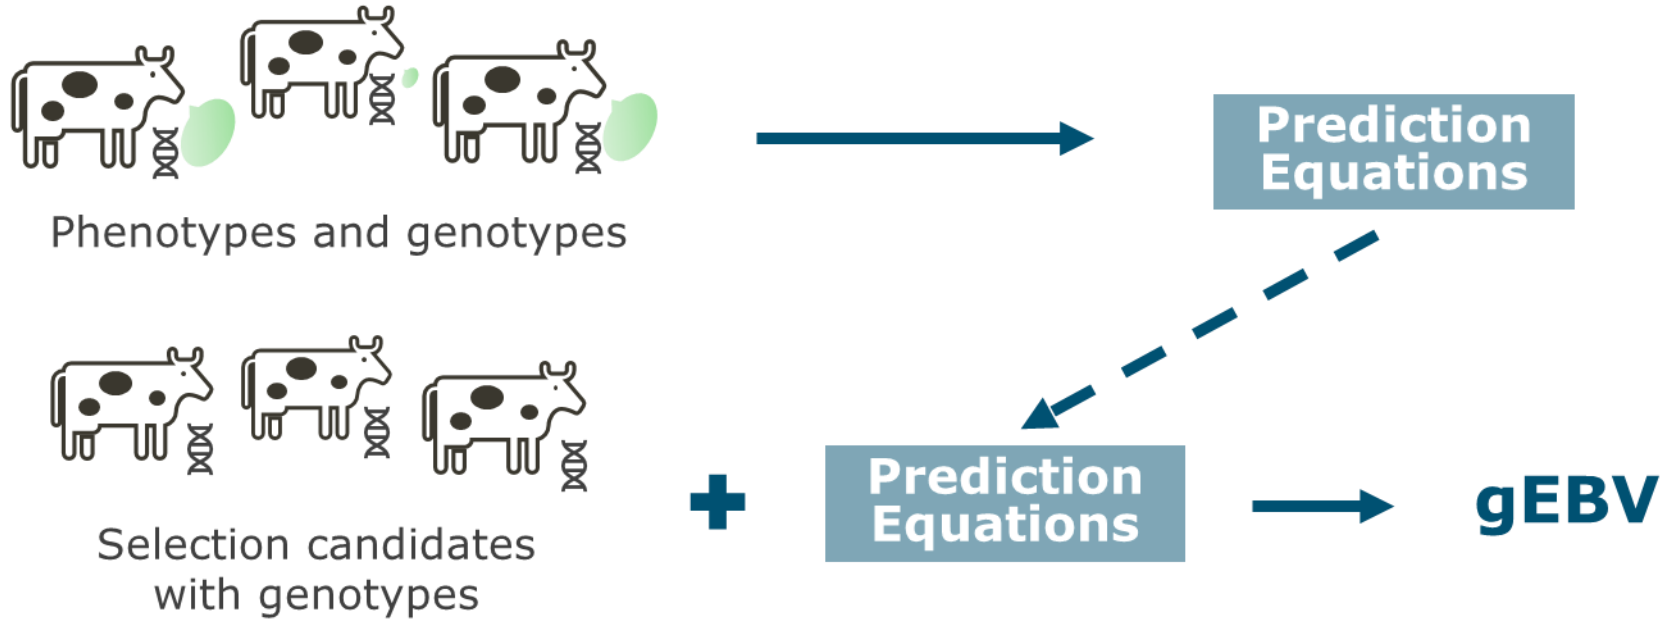 Prediction
Equations
Phenotypes and genotypes
Prediction
Equations
gEBV
Selection candidates
with genotypes